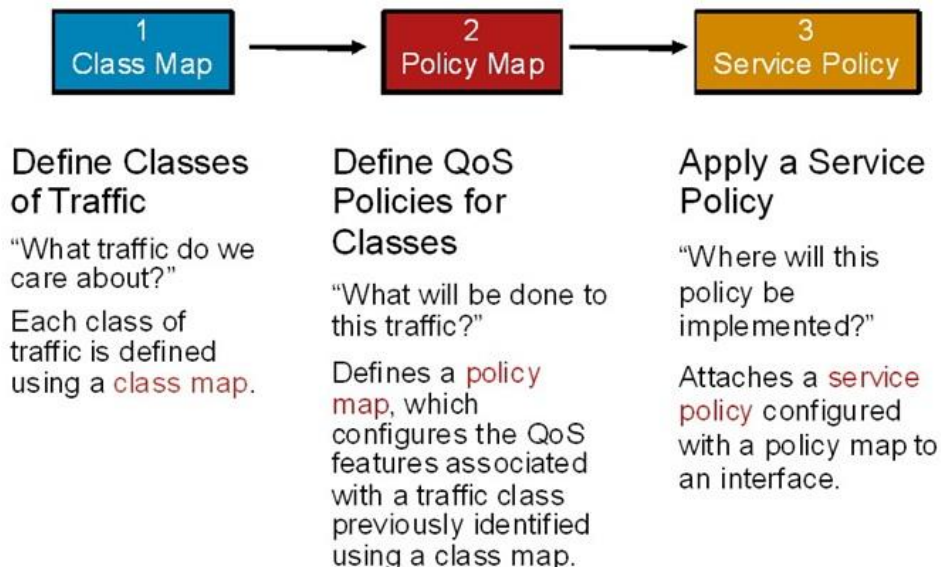 1
Class Map
2
Policy Map
3
Service Policy
Define Classes
of Traffic
“What traffic do we
care about?”
Each class of
traffic is defined
using a class map.
Define QoS
Policies for
Classes
“What will be done to
this traffic?”
Defines a policy
map, which
configures the QoS
features associated
with a traffic class
previously identified
using a class map.
Apply a Service
Policy
“Where will this
policy be
implemented?”
Attaches a service
policy configured
with a policy map to
an interface.